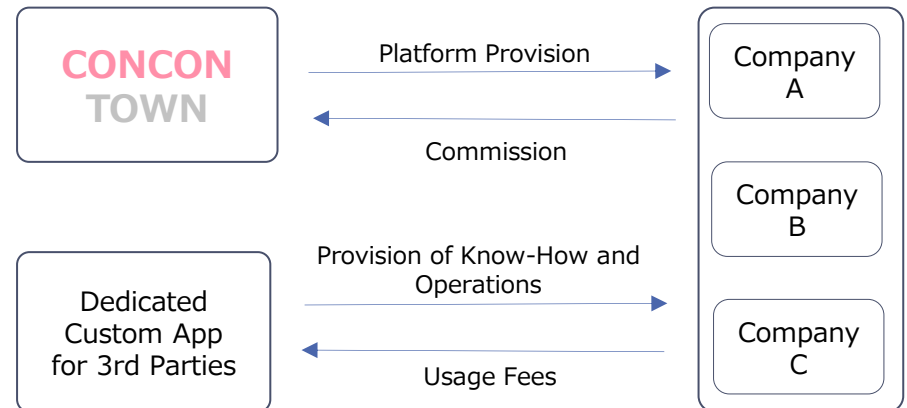 CONCON
TOWN
Platform Provision
Commission
Company
A
Company
B
Provision of Know-How and
Operations
Dedicated
Custom App
for 3rd Parties
Usage Fees
Company
C